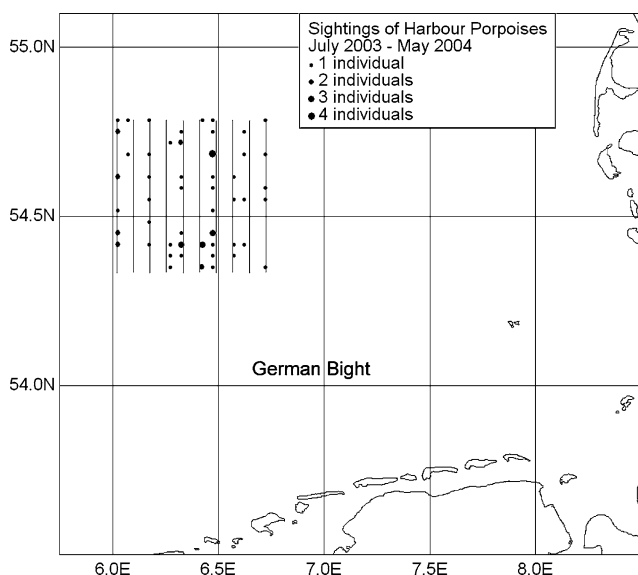 Sightings of Harbour Porpoises
July 2003 - May 2004
1 individual
2 individuals
3 individuals
4 individuals
55.0N
54.5N
54.0N
German Bight
6.0E 6.5E 7.0E 7.5E 8.0E